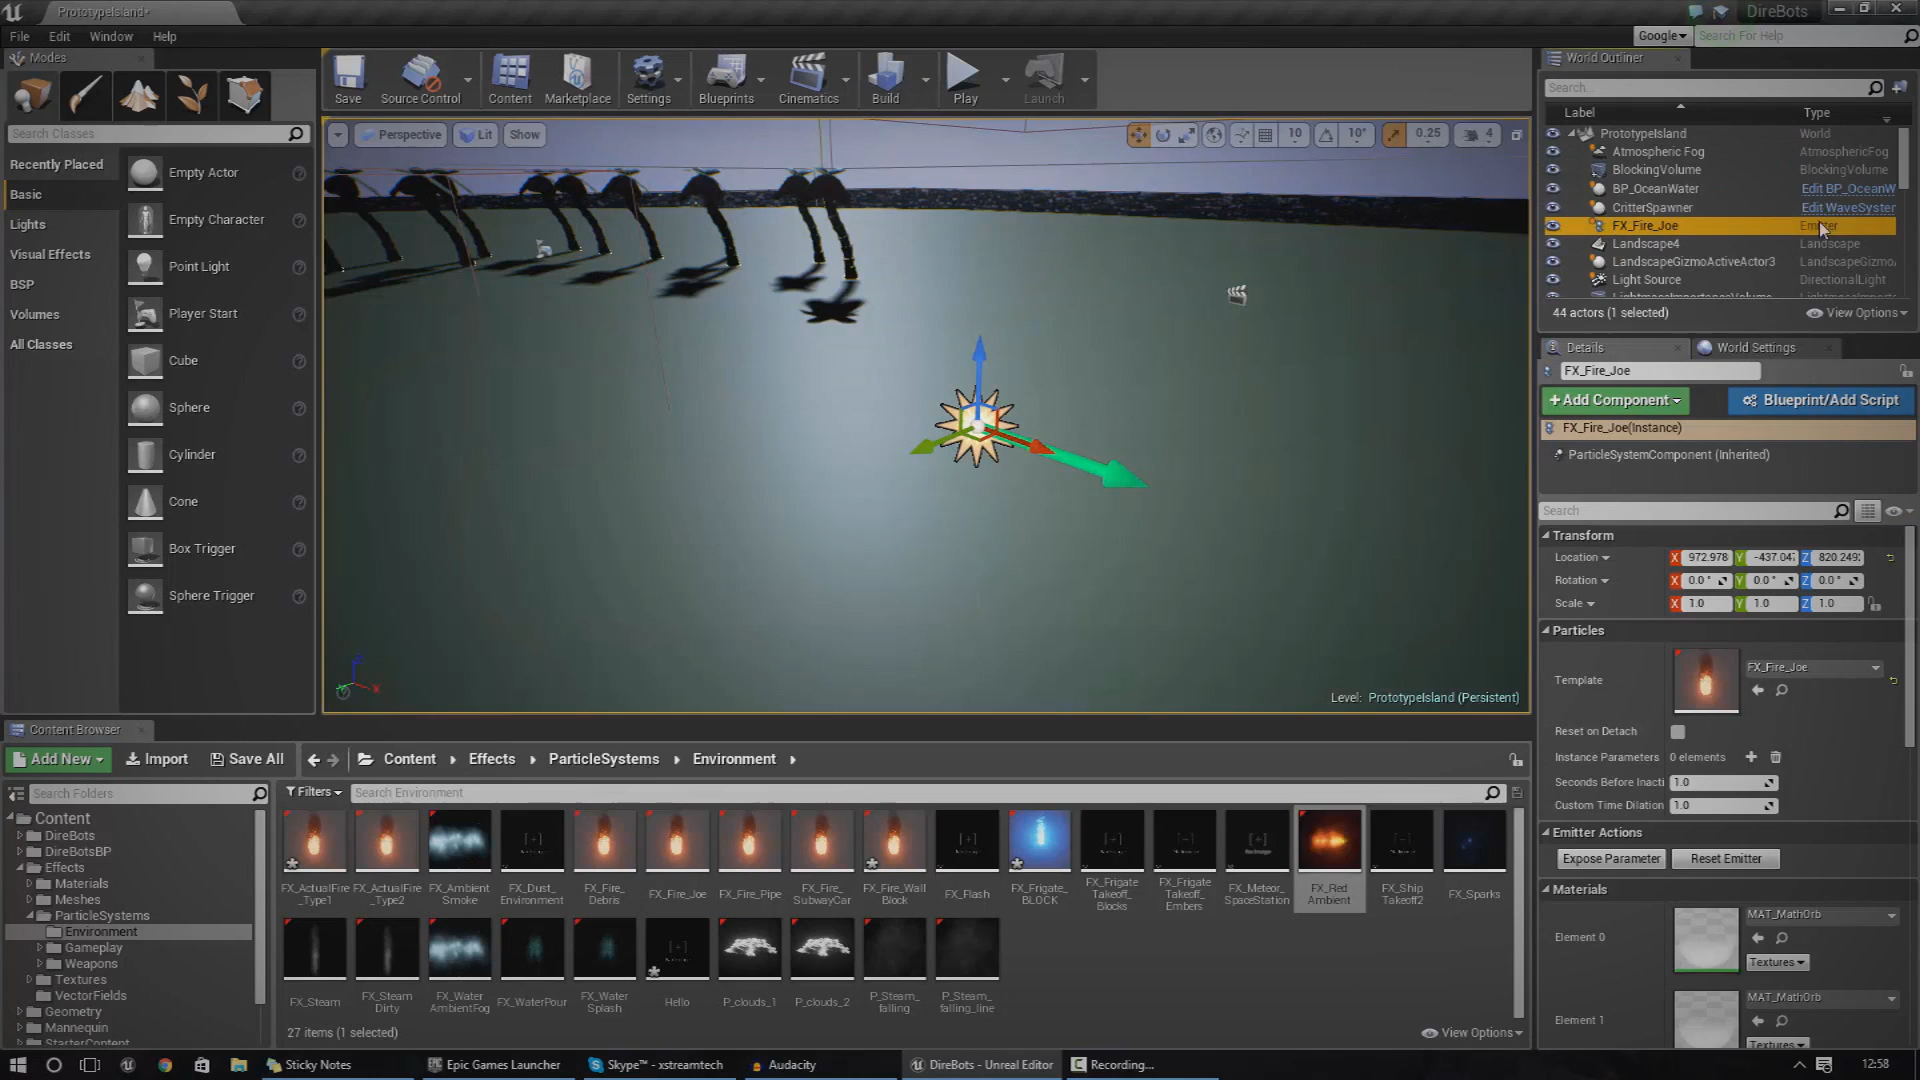 PrototypeIsland*
DireBots
File Edit Window Help
Google
Search For Help
Modes
Search Classes
Recently Placed
Basic
Lights
Visual Effects
BSP
Volumes
All Classes
Empty Actor
Empty Character
Point Light
Player Start
Cube
Sphere
Cylinder
Cone
Box Trigger
Sphere Trigger
Save
Source Control
Content
Marketplace
Settings
Blueprints
Cinematics
Build
Play
Launch
Perspective Lit Show
10 10° 0.25 4
Level: PrototypeIsland (Persistent)
World Outliner
Search...
Label Type
PrototypeIsland World
Atmospheric Fog AtmosphericFog
BlockingVolume BlockingVolume
BP_OceanWater Edit BP_OceanW
CritterSpawner Edit WaveSyster
FX_Fire_Joe Emitter
Landscape4 Landscape
LandscapeGizmoActiveActor3 LandscapeGizmo
Light Source DirectionalLight
44 actors (1 selected)
View Options
Details
World Settings
FX_Fire_Joe
+Add Component
Blueprint/Add Script
FX_Fire_Joe(Instance)
ParticleSystemComponent (Inherited)
Search
Transform
Location X 972.978 Y -437.04 Z 820.249
Rotation X 0.0° Y 0.0° Z 0.0°
Scale X 1.0 Y 1.0 Z 1.0
Particles
Template
FX_Fire_Joe
Reset on Detach
Instance Parameters 0 elements
Seconds Before Inacti 1.0
Custom Time Dilation 1.0
Emitter Actions
Expose Parameter
Reset Emitter
Materials
Element 0
MAT_MathOrb
Textures
Element 1
MAT_MathOrb
Textures
Content Browser
Add New
Import
Save All
Content Effects ParticleSystems Environment
Search Folders
Filters
Search Environment
Content
DireBots
DireBotsBP
Effects
Materials
Meshes
ParticleSystems
Environment
Gameplay
Weapons
Textures
VectorFields
Geometry
Mannequin
StarterContent
FX_ActualFire_Type1
FX_ActualFire_Type2
FX_Ambient Smoke
FX_Dust_Environment
FX_Fire_Debris
FX_Fire_Joe
FX_Fire_Pipe
FX_Fire_SubwayCar
FX_Fire_Wall Block
FX_Flash
FX_Frigate_BLOCK
FX_Frigate Takeoff_Blocks
FX_Frigate Takeoff_Embers
FX_Meteor_SpaceStation
FX_Red Ambient
FX_Ship Takeoff2
FX_Sparks
FX_Steam
FX_Steam Dirty
FX_Water AmbientFog
FX_WaterPour
FX_Water Splash
Hello
P_clouds_1
P_clouds_2
P_Steam_falling
P_Steam_falling_line
27 items (1 selected)
View Options
Sticky Notes
Epic Games Launcher
Skype™ - xstreamtech
Audacity
DireBots - Unreal Editor
Recording...
12:58